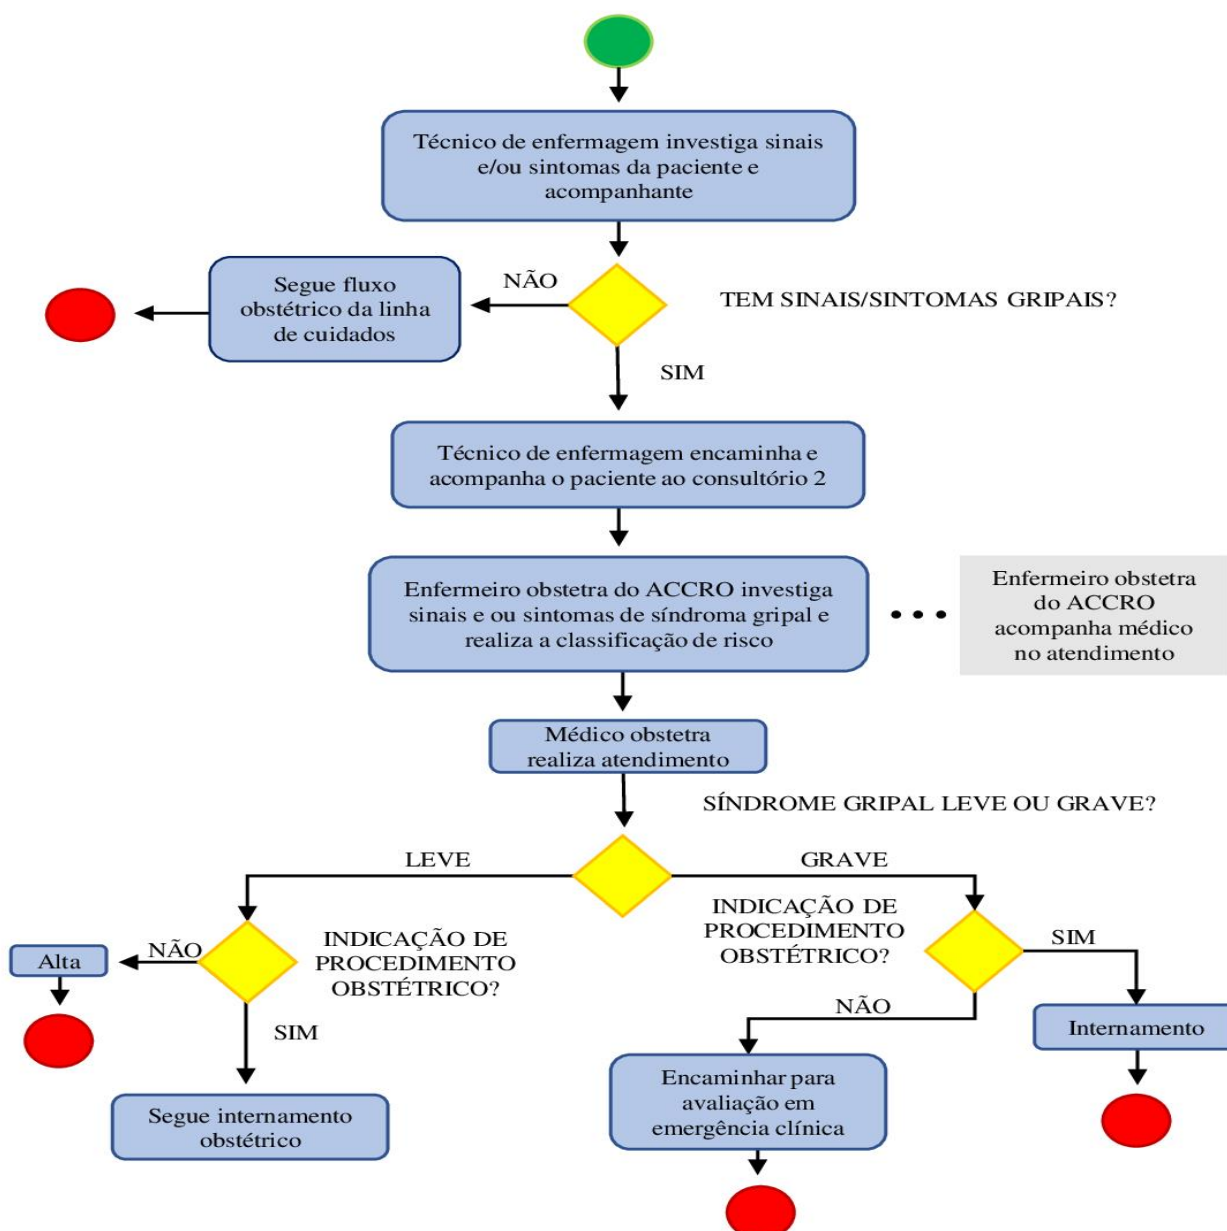 Técnico de enfermagem investiga sinais
e/ou sintomas da paciente e
acompanhante
NÃO
Segue fluxo
obstétrico da linha
de cuidados
TEM SINAIS/SINTOMAS GRIPAIS?
SIM
Técnico de enfermagem encaminha e
acompanha o paciente ao consultório 2
Enfermeiro obstetra do ACCRO investiga
sinais e ou sintomas de síndroma gripal e
realiza a classificação de risco
Enfermeiro obstetra
do ACCRO
acompanha médico
no atendimento
Médico obstetra
realiza atendimento
SÍNDROME GRIPAL LEVE OU GRAVE?
LEVE
GRAVE
INDICAÇÃO DE
PROCEDIMENTO
OBSTÉTRICO?
NÃO
Alta
SIM
Segue internamento
obstétrico
INDICAÇÃO DE
PROCEDIMENTO
OBSTÉTRICO?
SIM
Internamento
NÃO
Encaminhar para
avaliação em
emergência clínica